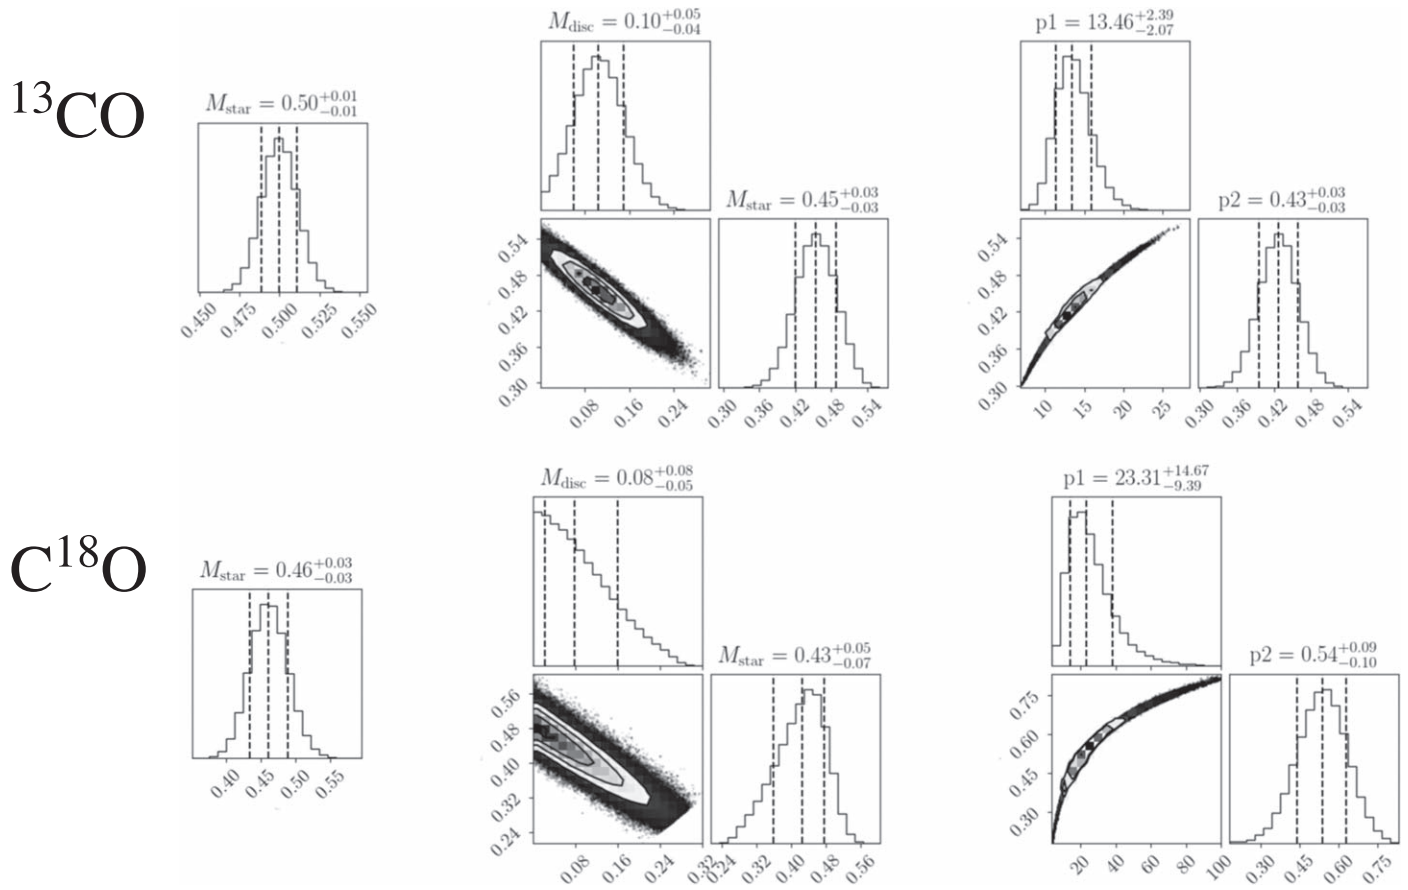 ¹³CO
M_star = 0.50^{+0.01}_{-0.01}
0.450 0.475 0.500 0.525 0.550
M_disc = 0.10^{+0.05}_{-0.04}
M_star = 0.45^{+0.03}_{-0.03}
0.54
0.48
0.42
0.36
0.30
0.08 0.16 0.24
0.30 0.36 0.42 0.48 0.54
p1 = 13.46^{+2.39}_{-2.07}
p2 = 0.43^{+0.03}_{-0.03}
0.54
0.48
0.42
0.36
0.30
10 15 20 25
0.30 0.36 0.42 0.48 0.54
C¹⁸O
M_star = 0.46^{+0.03}_{-0.03}
0.40 0.45 0.50 0.55
M_disc = 0.08^{+0.08}_{-0.05}
M_star = 0.43^{+0.05}_{-0.07}
0.56
0.48
0.40
0.32
0.24
0.08 0.16 0.24 0.32
0.24 0.32 0.40 0.48 0.56
p1 = 23.31^{+14.67}_{-9.39}
p2 = 0.54^{+0.09}_{-0.10}
0.75
0.60
0.45
0.30
20 40 60 80 100
0.30 0.45 0.60 0.75